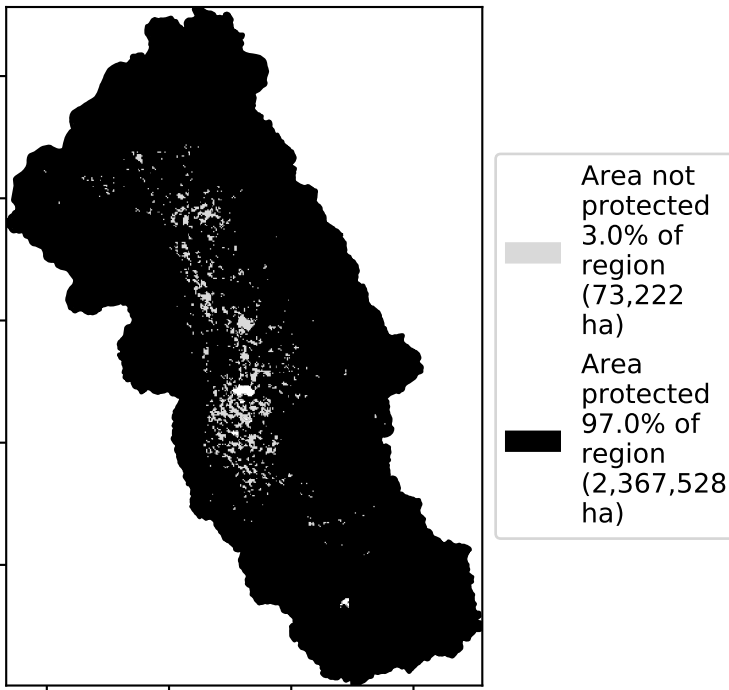 Area not
protected
3.0% of
region
(73,222
ha)
Area
protected
97.0% of
region
(2,367,528
ha)